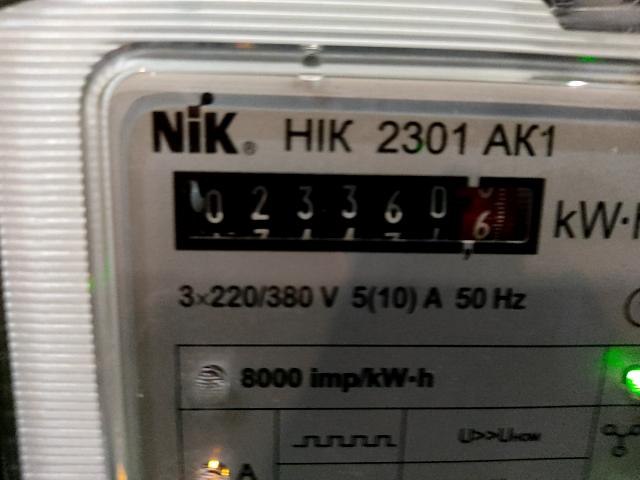 NiK® НІК 2301 АК1
0 2 3 3 6 0 6 kW·
3×220/380 V 5(10) A 50 Hz
8000 imp/kW·h
U>>Uном
A